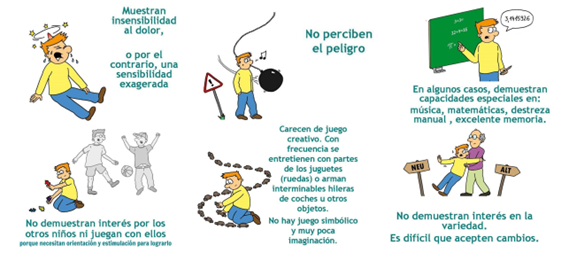 Muestran
insensibilidad
al dolor,
o por el
contrario, una
sensibilidad
exagerada
No perciben
el peligro
3,1415926
En algunos casos, demuestran
capacidades especiales en:
música, matemáticas, destreza
manual , excelente memoria.
No demuestran interés por los
otros niños ni juegan con ellos
porque necesitan orientación y estimulación para lograrlo
Carecen de juego
creativo. Con
frecuencia se
entretienen con partes
de los juguetes
(ruedas) o arman
interminables hileras
de coches u otros
objetos.
No hay juego simbólico
y muy poca
imaginación.
NEU
ALT
No demuestran interés en la
variedad.
Es difícil que acepten cambios.